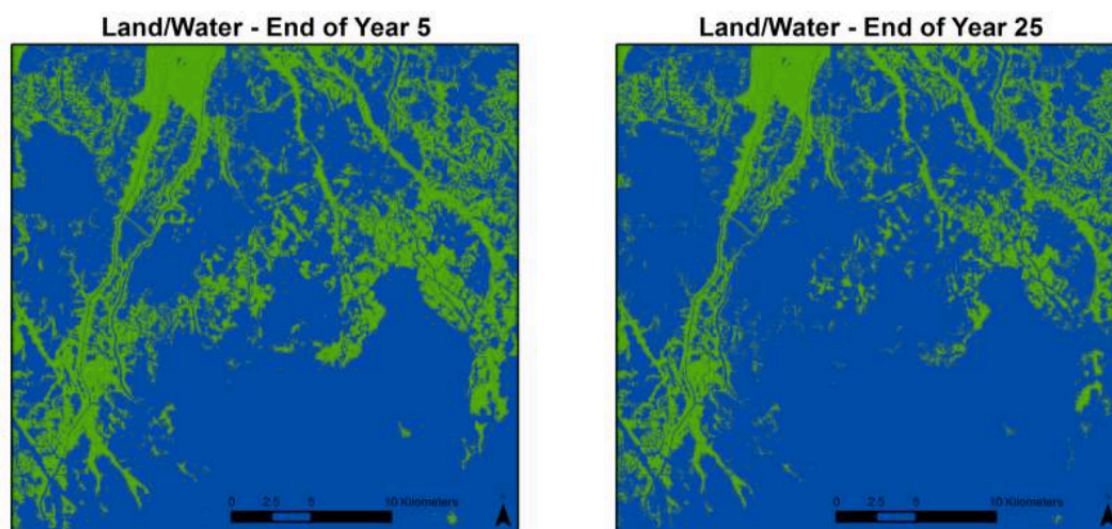 Land/Water - End of Year 5
Land/Water - End of Year 25
0 2.5 5 10 Kilometers
0 2.5 5 10 Kilometers